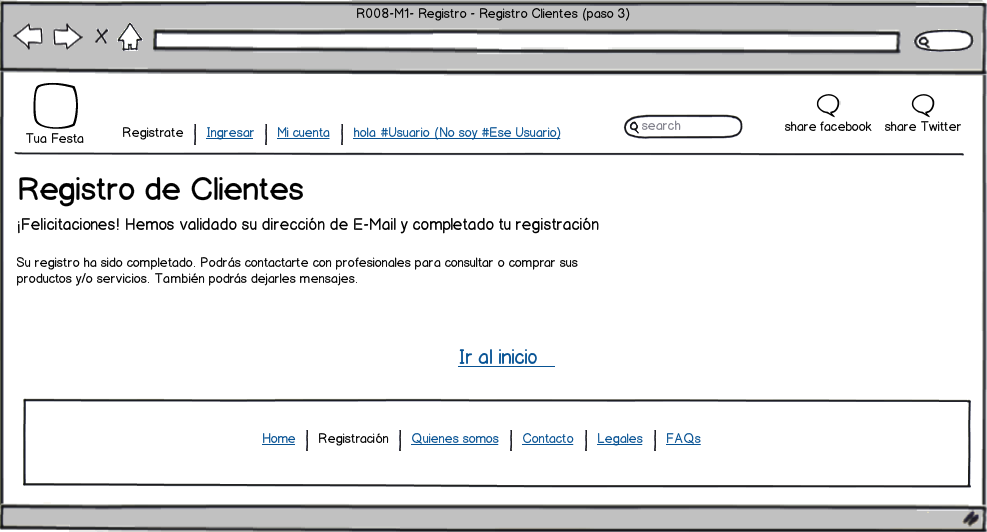 R008-M1- Registro - Registro Clientes (paso 3)
Tua Festa
Registrate | Ingresar | Mi cuenta | hola #Usuario (No soy #Ese Usuario)
search
share facebook
share Twitter
Registro de Clientes
¡Felicitaciones! Hemos validado su dirección de E-Mail y completado tu registración
Su registro ha sido completado. Podrás contactarte con profesionales para consultar o comprar sus
productos y/o servicios. También podrás dejarles mensajes.
Ir al inicio
Home | Registración | Quienes somos | Contacto | Legales | FAQs